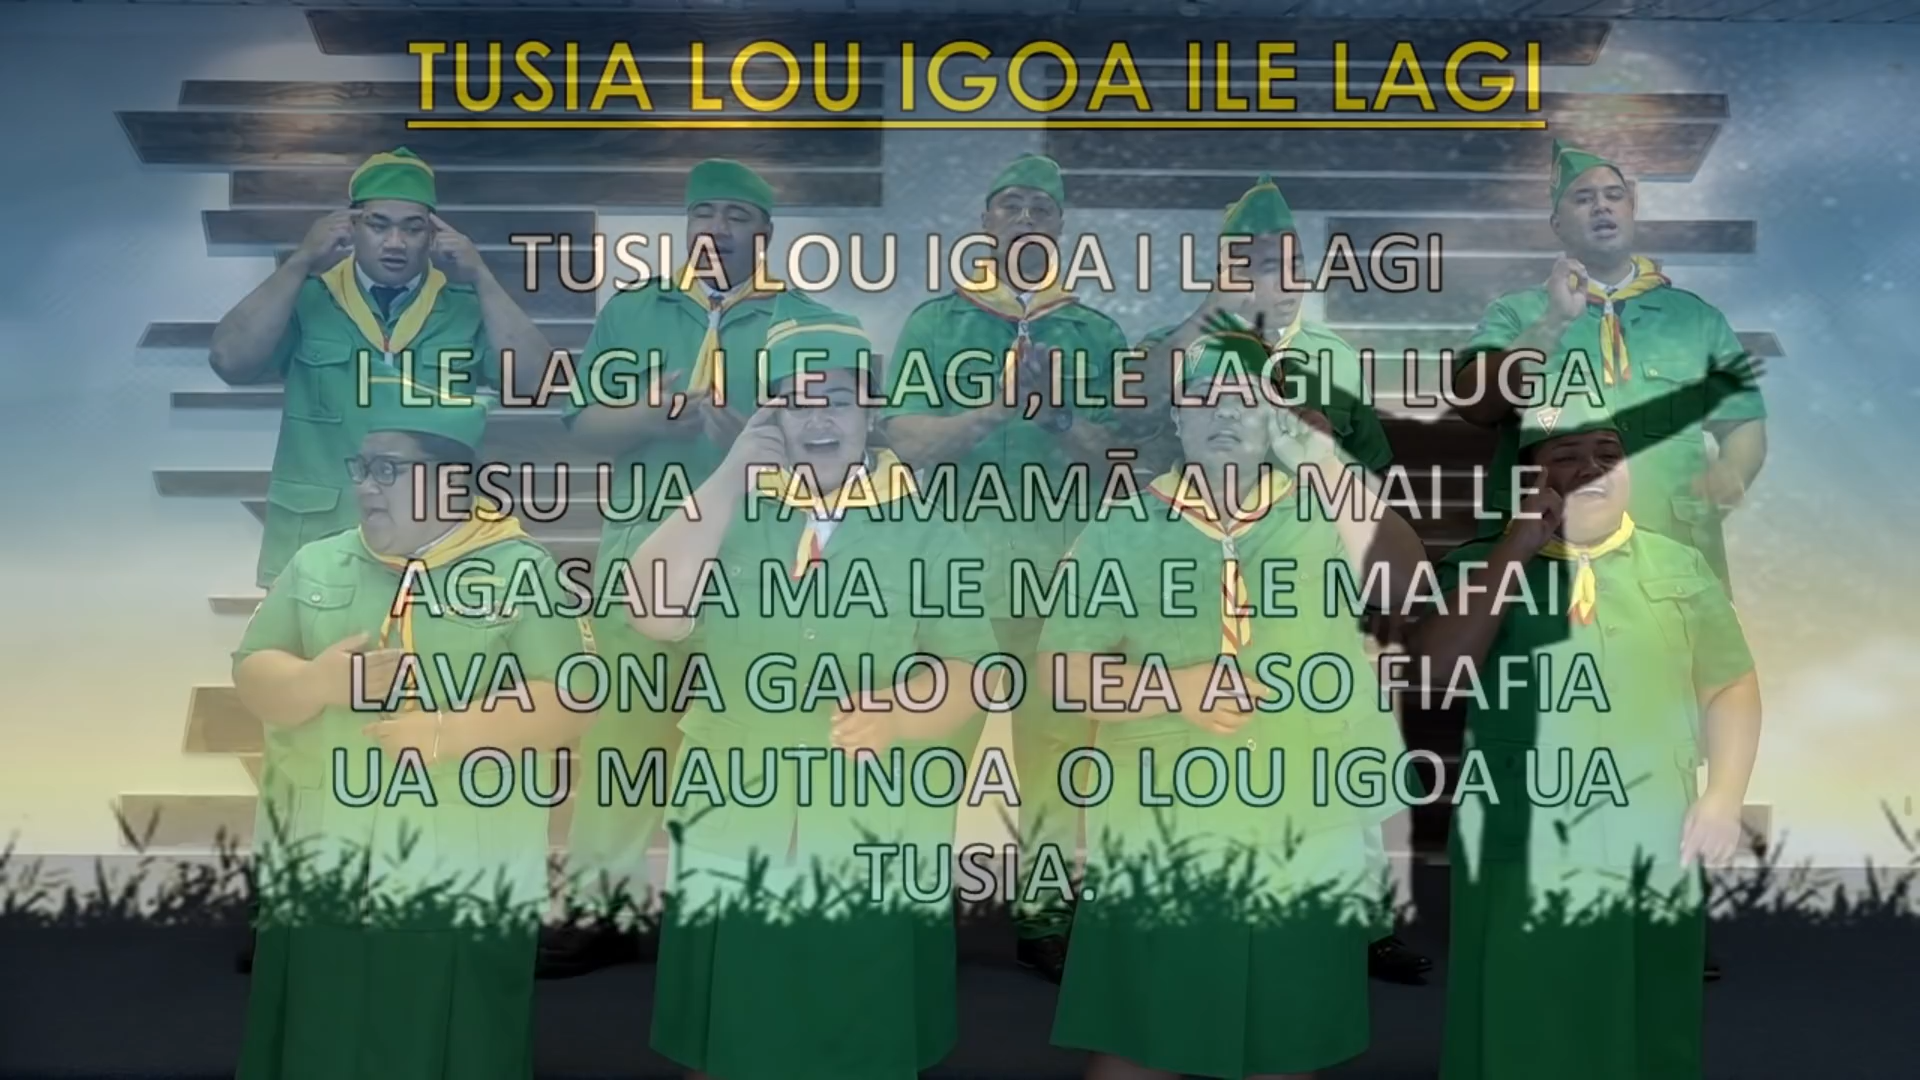 TUSIA LOU IGOA ILE LAGI
TUSIA LOU IGOA I LE LAGI
I LE LAGI, I LE LAGI,ILE LAGI I LUGA
IESU UA FAAMAMĀ AU MAI LE
AGASALA MA LE MA E LE MAFAI
LAVA ONA GALO O LEA ASO FIAFIA
UA OU MAUTINOA O LOU IGOA UA
TUSIA.